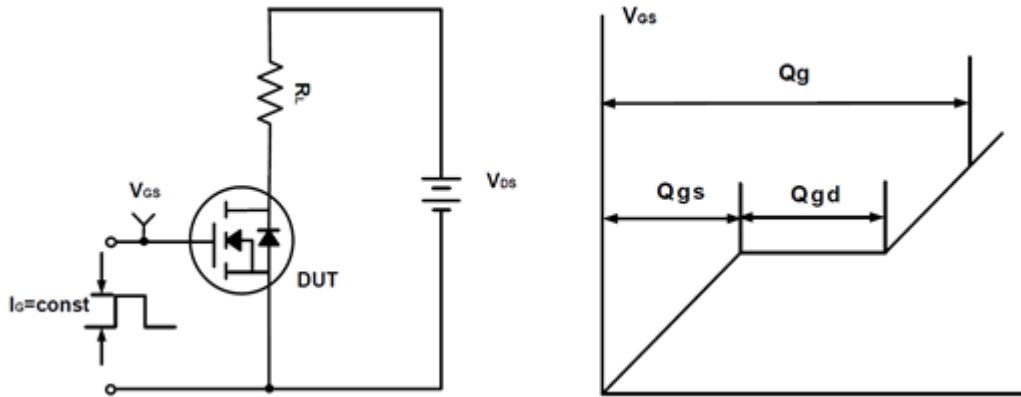 RL
VGS
VDS
DUT
IG=const
VGS
Qg
Qgs
Qgd